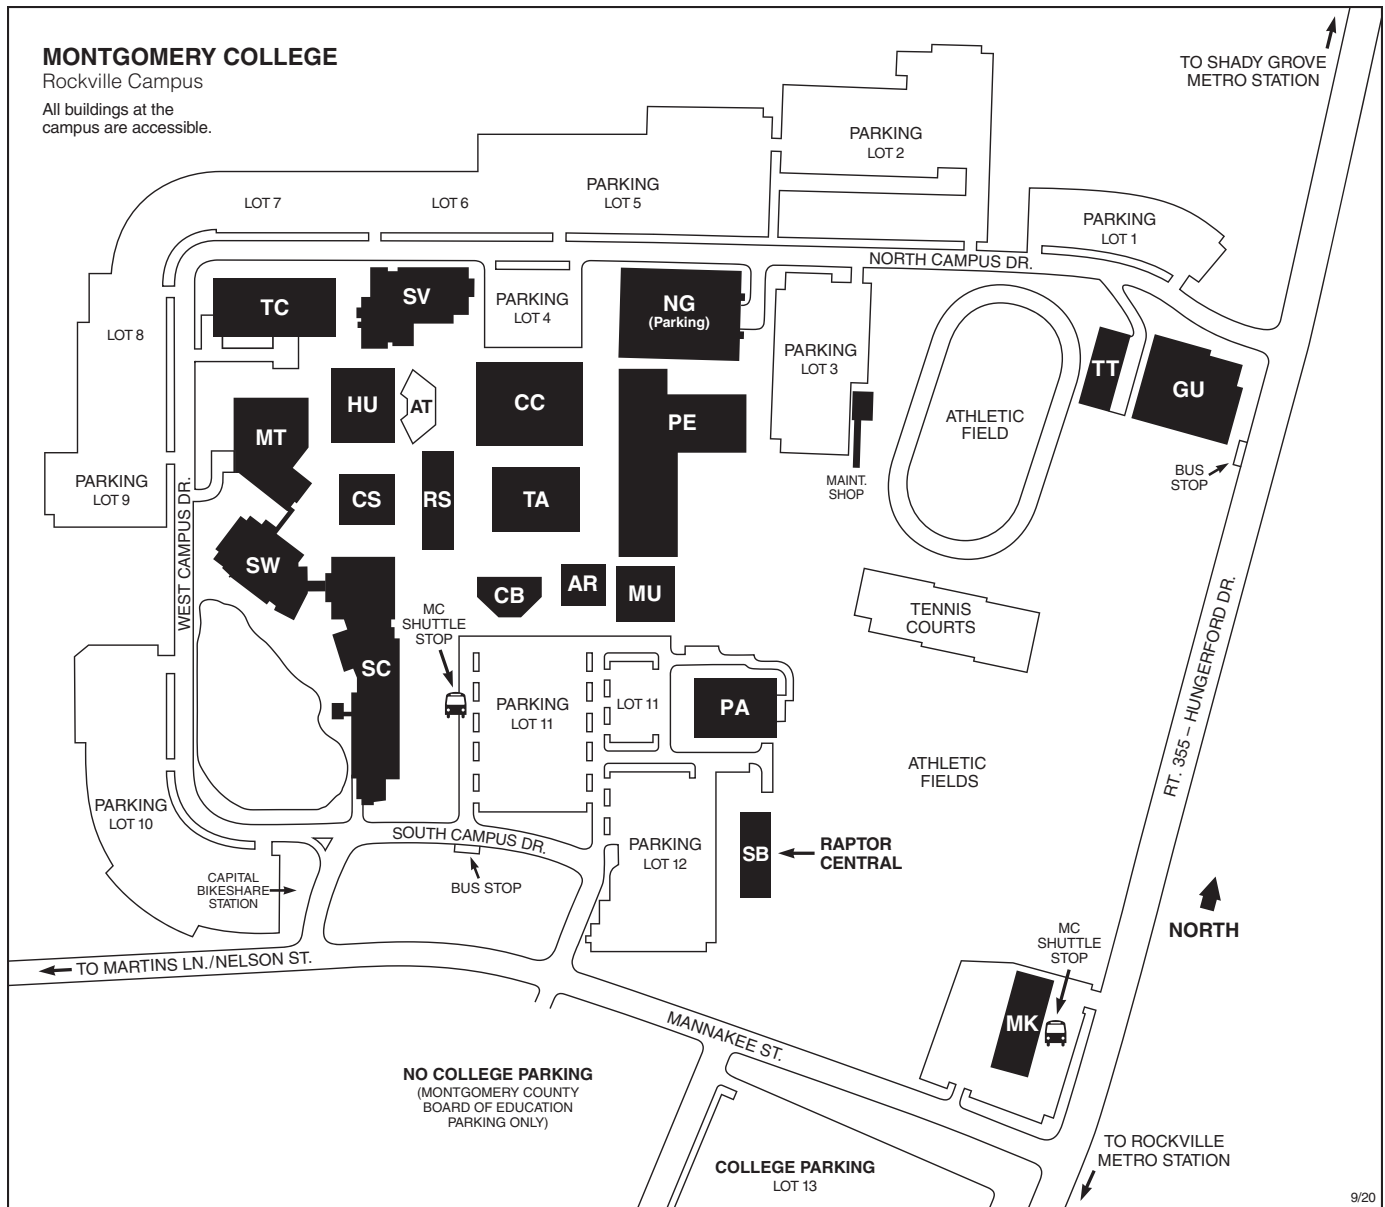 MONTGOMERY COLLEGE
Rockville Campus
All buildings at the
campus are accessible.
TO SHADY GROVE
METRO STATION
PARKING
LOT 2
PARKING
LOT 5
LOT 6
LOT 7
PARKING
LOT 1
NORTH CAMPUS DR.
TC
SV
PARKING
LOT 4
NG
(Parking)
LOT 8
PARKING
LOT 3
TT
GU
HU
AT
CC
PE
ATHLETIC
FIELD
MT
BUS
STOP
PARKING
LOT 9
CS
RS
TA
MAINT.
SHOP
WEST CAMPUS DR.
SW
CB
AR
MU
MC
SHUTTLE
STOP
TENNIS
COURTS
RT. 355 – HUNGERFORD DR.
SC
PARKING
LOT 11
LOT 11
PA
ATHLETIC
FIELDS
PARKING
LOT 10
SOUTH CAMPUS DR.
PARKING
LOT 12
SB
RAPTOR
CENTRAL
CAPITAL
BIKESHARE
STATION
BUS STOP
NORTH
MC
SHUTTLE
STOP
TO MARTINS LN./NELSON ST.
MK
MANNAKEE ST.
NO COLLEGE PARKING
(MONTGOMERY COUNTY
BOARD OF EDUCATION
PARKING ONLY)
COLLEGE PARKING
LOT 13
TO ROCKVILLE
METRO STATION
9/20